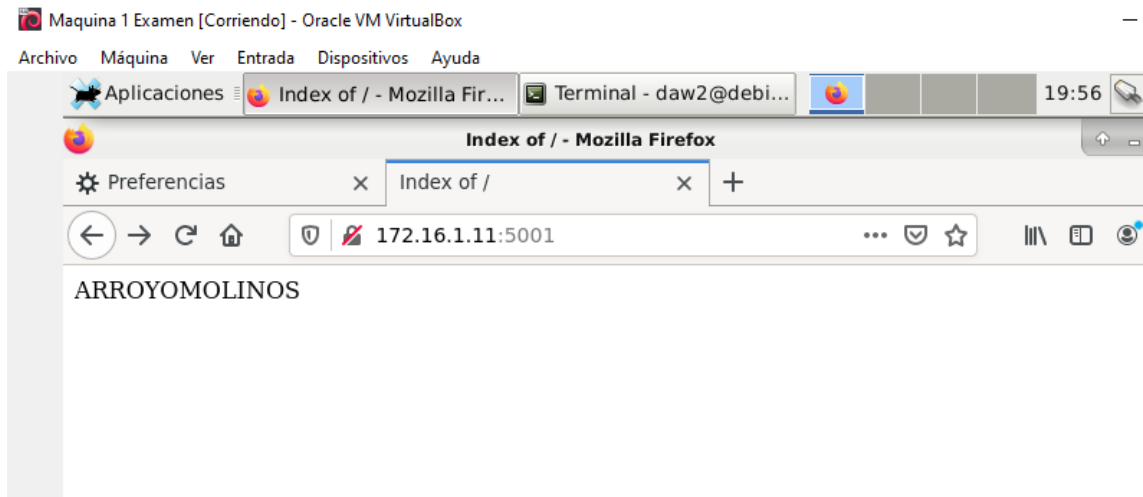 Maquina 1 Examen [Corriendo] - Oracle VM VirtualBox
Archivo Máquina Ver Entrada Dispositivos Ayuda
Aplicaciones Index of / - Mozilla Fir... Terminal - daw2@debi... 19:56
Index of / - Mozilla Firefox
Preferencias Index of /
172.16.1.11:5001
ARROYOMOLINOS